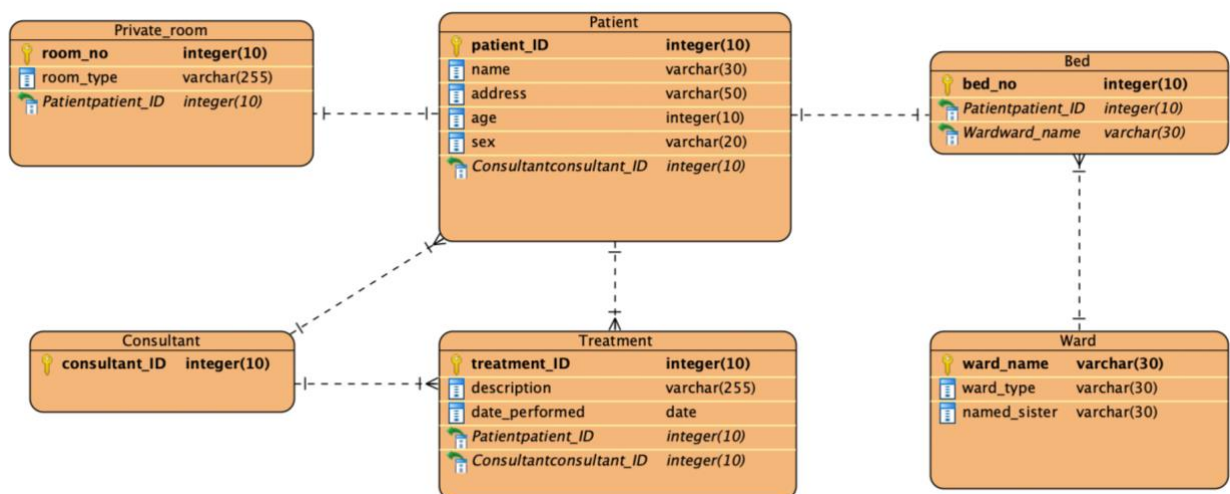 Private_room
room_no integer(10)
room_type varchar(255)
Patientpatient_ID integer(10)
Patient
patient_ID integer(10)
name varchar(30)
address varchar(50)
age integer(10)
sex varchar(20)
Consultantconsultant_ID integer(10)
Bed
bed_no integer(10)
Patientpatient_ID integer(10)
Wardward_name varchar(30)
Consultant
consultant_ID integer(10)
Treatment
treatment_ID integer(10)
description varchar(255)
date_performed date
Patientpatient_ID integer(10)
Consultantconsultant_ID integer(10)
Ward
ward_name varchar(30)
ward_type varchar(30)
named_sister varchar(30)